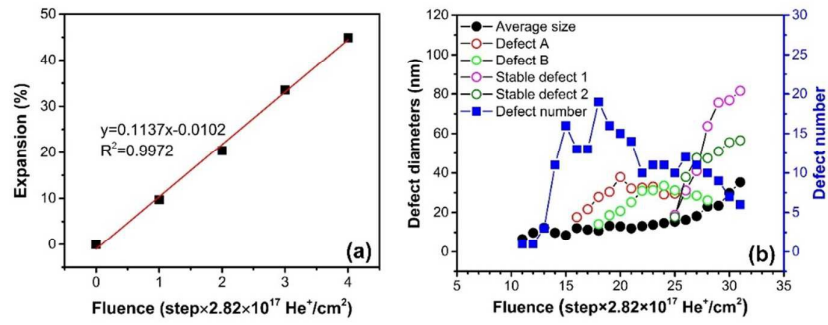 50
40
30
20
10
0
Expansion (%)
y=0.1137x-0.0102
R²=0.9972
(a)
0 1 2 3 4
Fluence (step×2.82×10¹⁷ He⁺/cm²)
(b)
Average size
Defect A
Defect B
Stable defect 1
Stable defect 2
Defect number
120
100
80
60
40
20
0
Defect diameters (nm)
30
25
20
15
10
5
0
Defect number
(b)
5 10 15 20 25 30 35
Fluence (step×2.82×10¹⁷ He⁺/cm²)